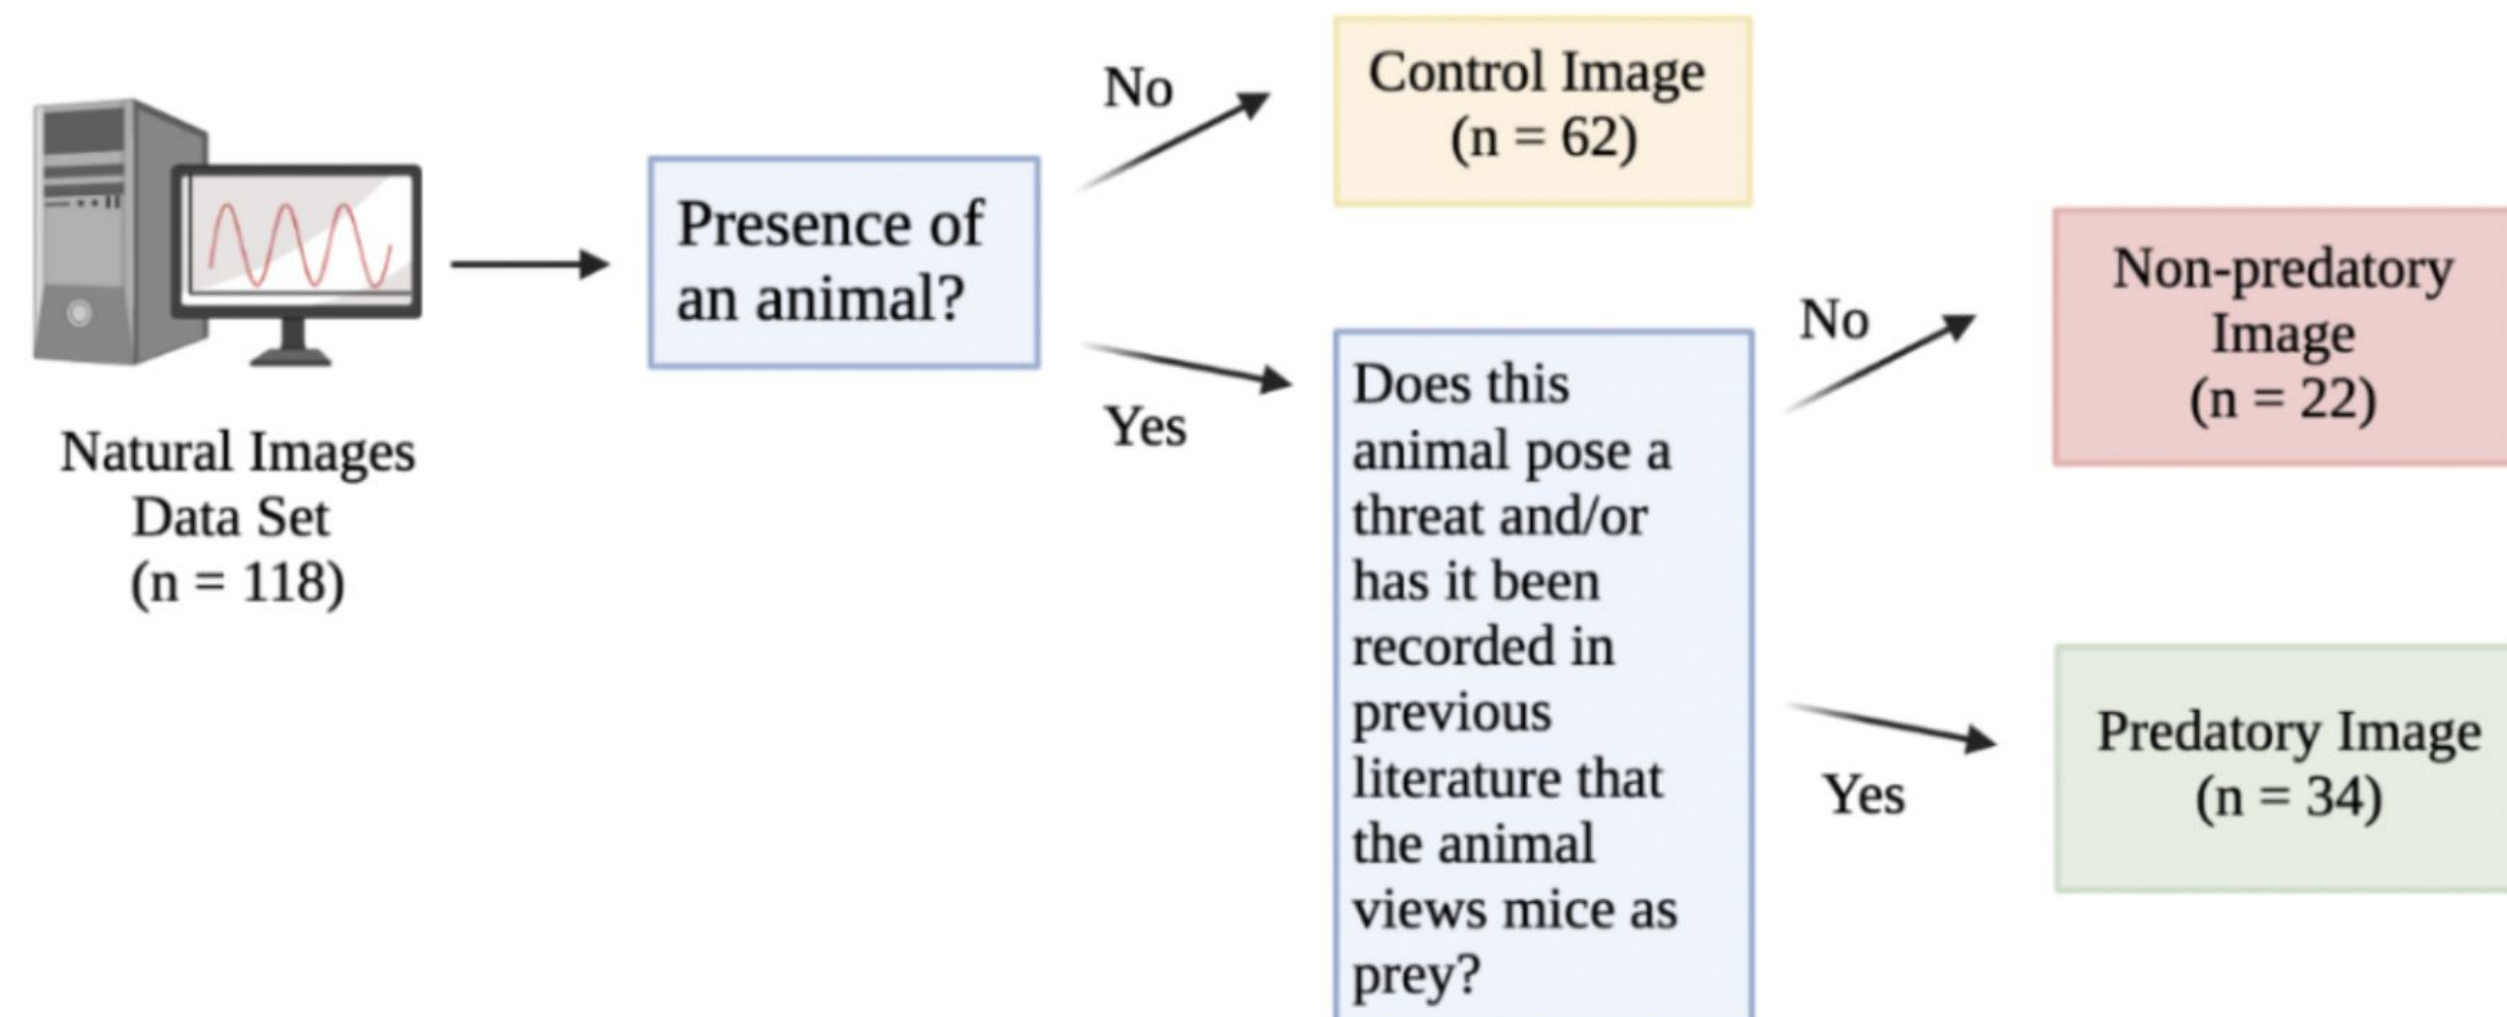 Natural Images
Data Set
(n = 118)
Presence of
an animal?
No
Yes
Control Image
(n = 62)
Does this
animal pose a
threat and/or
has it been
recorded in
previous
literature that
the animal
views mice as
prey?
No
Yes
Non-predatory
Image
(n = 22)
Predatory Image
(n = 34)